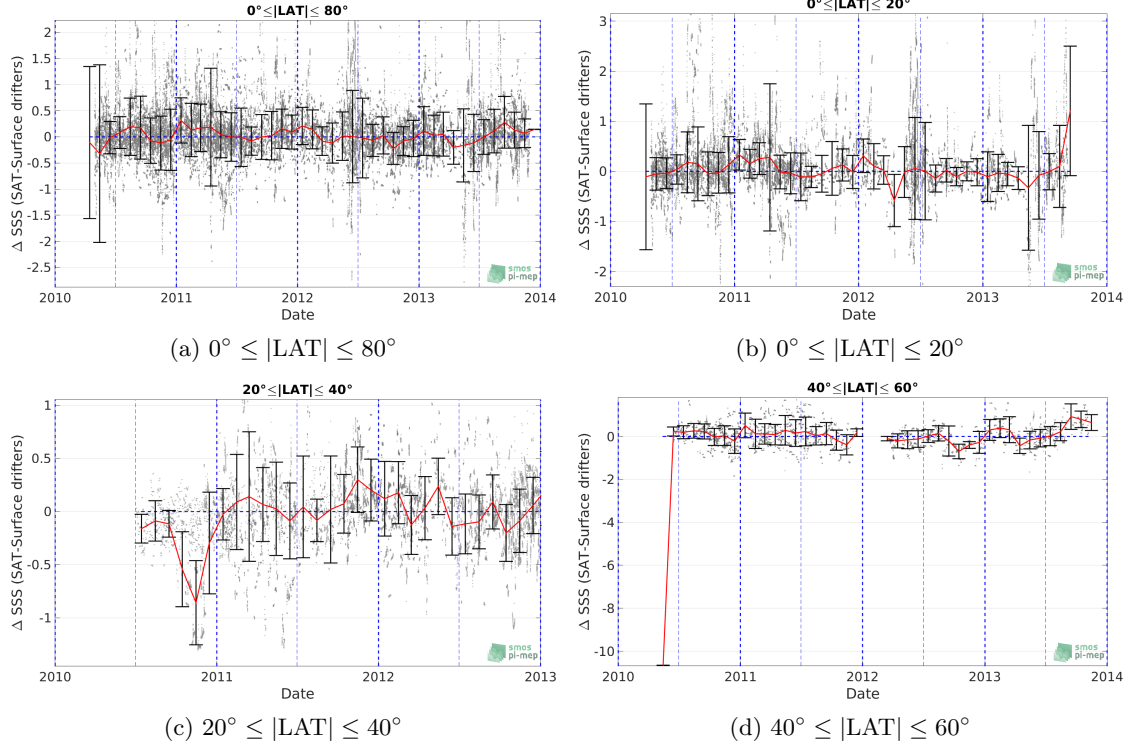 0°≤|LAT|≤ 80°
Δ SSS (SAT-Surface drifters)
2
1.5
1
0.5
0
-0.5
-1
-1.5
-2
-2.5
2010
2011
2012
2013
2014
Date
smos
pi-mep
(a) 0° ≤ |LAT| ≤ 80°
0°≤|LAT|≤ 20°
Δ SSS (SAT-Surface drifters)
3
2
1
0
-1
-2
2010
2011
2012
2013
2014
Date
smos
pi-mep
(b) 0° ≤ |LAT| ≤ 20°
20°≤|LAT|≤ 40°
Δ SSS (SAT-Surface drifters)
1
0.5
0
-0.5
-1
2010
2011
2012
2013
Date
smos
pi-mep
(c) 20° ≤ |LAT| ≤ 40°
40°≤|LAT|≤ 60°
Δ SSS (SAT-Surface drifters)
0
-2
-4
-6
-8
-10
2010
2011
2012
2013
2014
Date
smos
pi-mep
(d) 40° ≤ |LAT| ≤ 60°